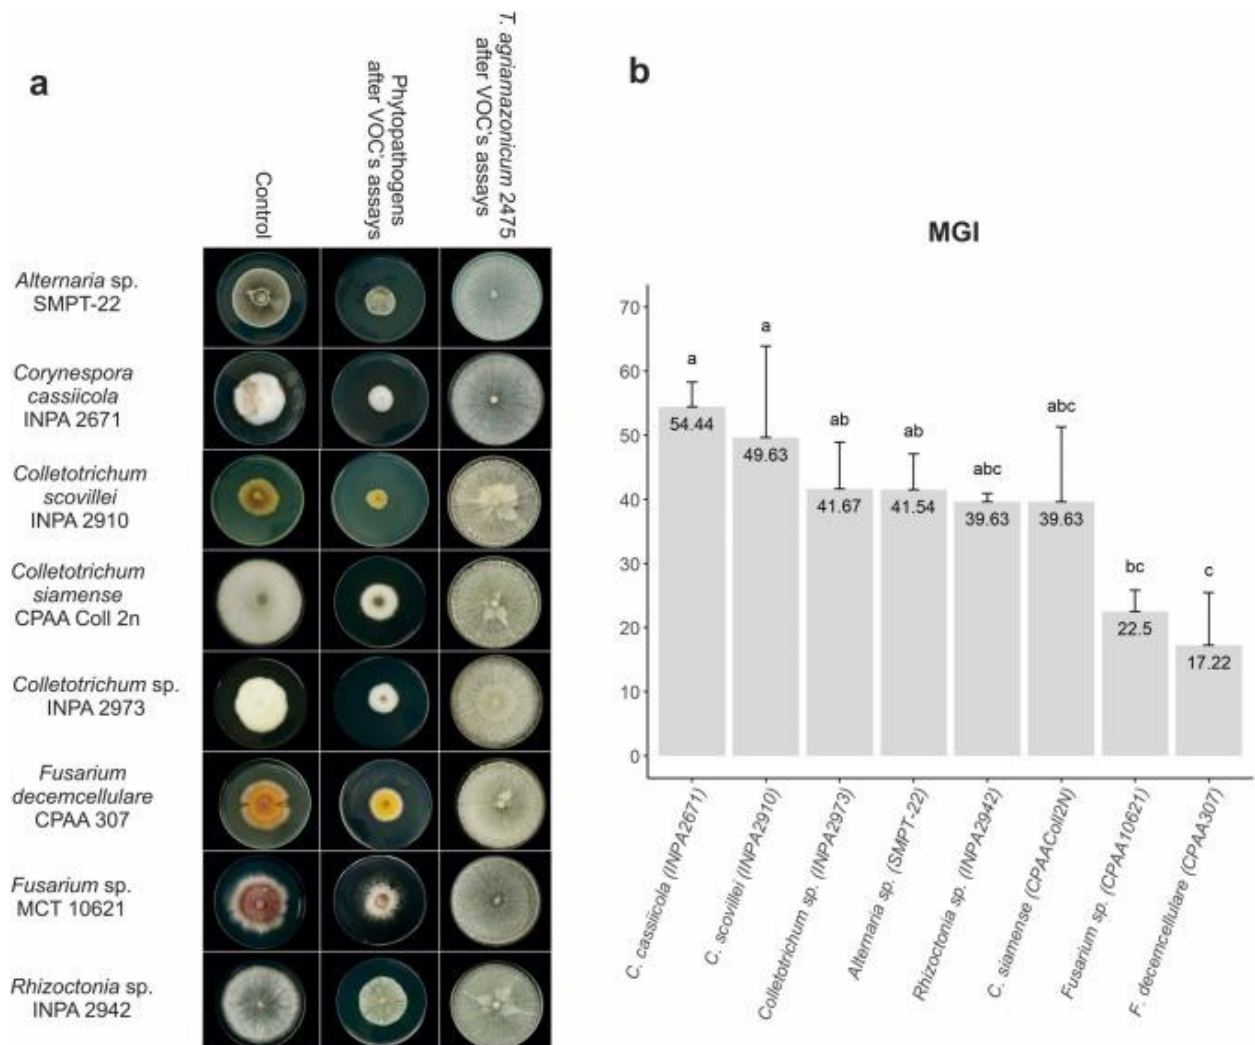 a
Control
Phytopathogens
after VOC's assays
T. agriamazonicum 2475
after VOC's assays
Alternaria sp.
SMPT-22
Corynespora
cassiicola
INPA 2671
Colletotrichum
scovillei
INPA 2910
Colletotrichum
siamense
CPAA Coll 2n
Colletotrichum sp.
INPA 2973
Fusarium
decemcellulare
CPAA 307
Fusarium sp.
MCT 10621
Rhizoctonia sp.
INPA 2942
b
MGI
70
60
50
40
30
20
10
0
a
54.44
a
49.63
ab
41.67
ab
41.54
abc
39.63
abc
39.63
bc
22.5
c
17.22
C. cassiicola (INPA2671)
C. scovillei (INPA2910)
Colletotrichum sp. (INPA2973)
Alternaria sp. (SMPT-22)
Rhizoctonia sp. (INPA2942)
C. siamense (CPAAColl2N)
Fusarium sp. (CPAA10621)
F. decemcellulare (CPAA307)